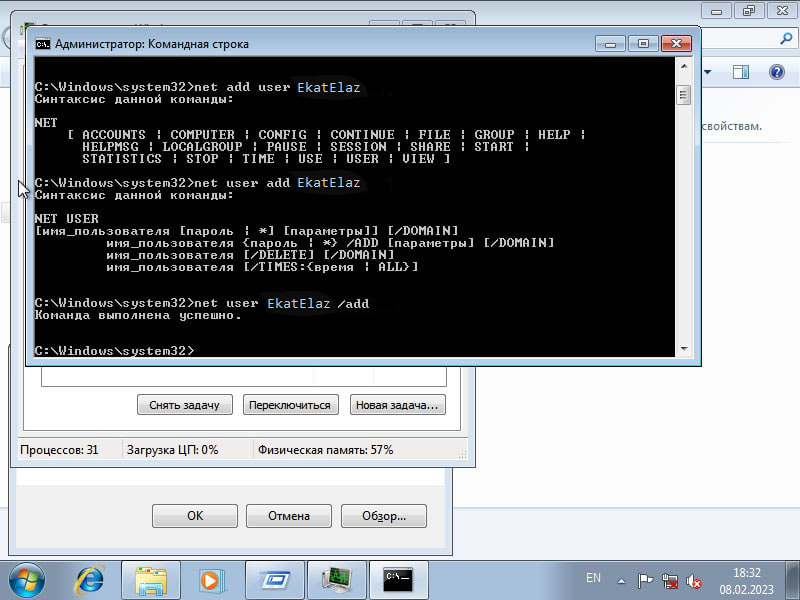 Администратор: Командная строка
C:\Windows\system32>net add user EkatElaz
Синтаксис данной команды:
NET
[ ACCOUNTS | COMPUTER | CONFIG | CONTINUE | FILE | GROUP | HELP |
HELPMSG | LOCALGROUP | PAUSE | SESSION | SHARE | START |
STATISTICS | STOP | TIME | USE | USER | VIEW ]
свойствам.
C:\Windows\system32>net user add EkatElaz
Синтаксис данной команды:
NET USER
[имя_пользователя [пароль | *] [параметры]] [/DOMAIN]
имя_пользователя {пароль | *} /ADD [параметры] [/DOMAIN]
имя_пользователя [/DELETE] [/DOMAIN]
имя_пользователя [/TIMES:{время | ALL}]
C:\Windows\system32>net user EkatElaz /add
Команда выполнена успешно.
C:\Windows\system32>
Снять задачу Переключиться Новая задача...
Процессов: 31 Загрузка ЦП: 0% Физическая память: 57%
OK Отмена Обзор...
EN 18:32
08.02.2023